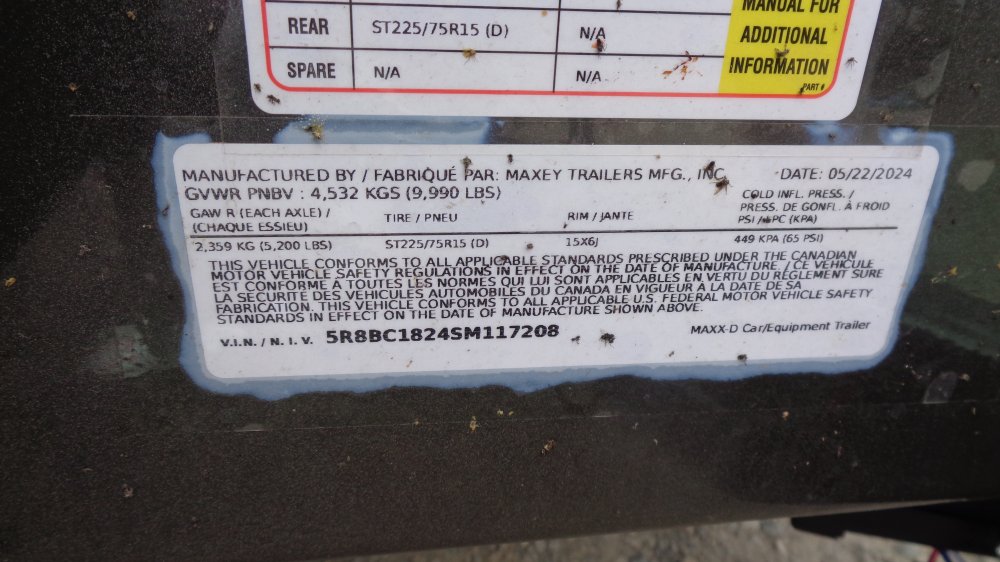 MANUAL FOR
REAR ST225/75R15 (D) N/A ADDITIONAL
SPARE N/A N/A INFORMATION
PART #
MANUFACTURED BY / FABRIQUÉ PAR: MAXEY TRAILERS MFG., INC. DATE: 05/22/2024
GVWR PNBV : 4,532 KGS (9,990 LBS)
GAW R (EACH AXLE) / TIRE / PNEU RIM / JANTE COLD INFL. PRESS. /
(CHAQUE ESSIEU) PRESS. DE GONFL. À FROID
PSI / LPC (KPA)
2,359 KG (5,200 LBS) ST225/75R15 (D) 15X6J 449 KPA (65 PSI)
THIS VEHICLE CONFORMS TO ALL APPLICABLE STANDARDS PRESCRIBED UNDER THE CANADIAN
MOTOR VEHICLE SAFETY REGULATIONS IN EFFECT ON THE DATE OF MANUFACTURE. / CE VEHICULE
EST CONFORME A TOUTES LES NORMES QUI LUI SONT APPLICABLES EN VERTU DU RÈGLEMENT SURE
LA SECURITE DES VEHICULES AUTOMOBILES DU CANADA EN VIGUEUR À LA DATE DE SA
FABRICATION. THIS VEHICLE CONFORMS TO ALL APPLICABLE U.S. FEDERAL MOTOR VEHICLE SAFETY
STANDARDS IN EFFECT ON THE DATE OF MANUFACTURE SHOWN ABOVE.
V.I.N. / N. I. V. 5R8BC1824SM117208 MAXX-D Car/Equipment Trailer